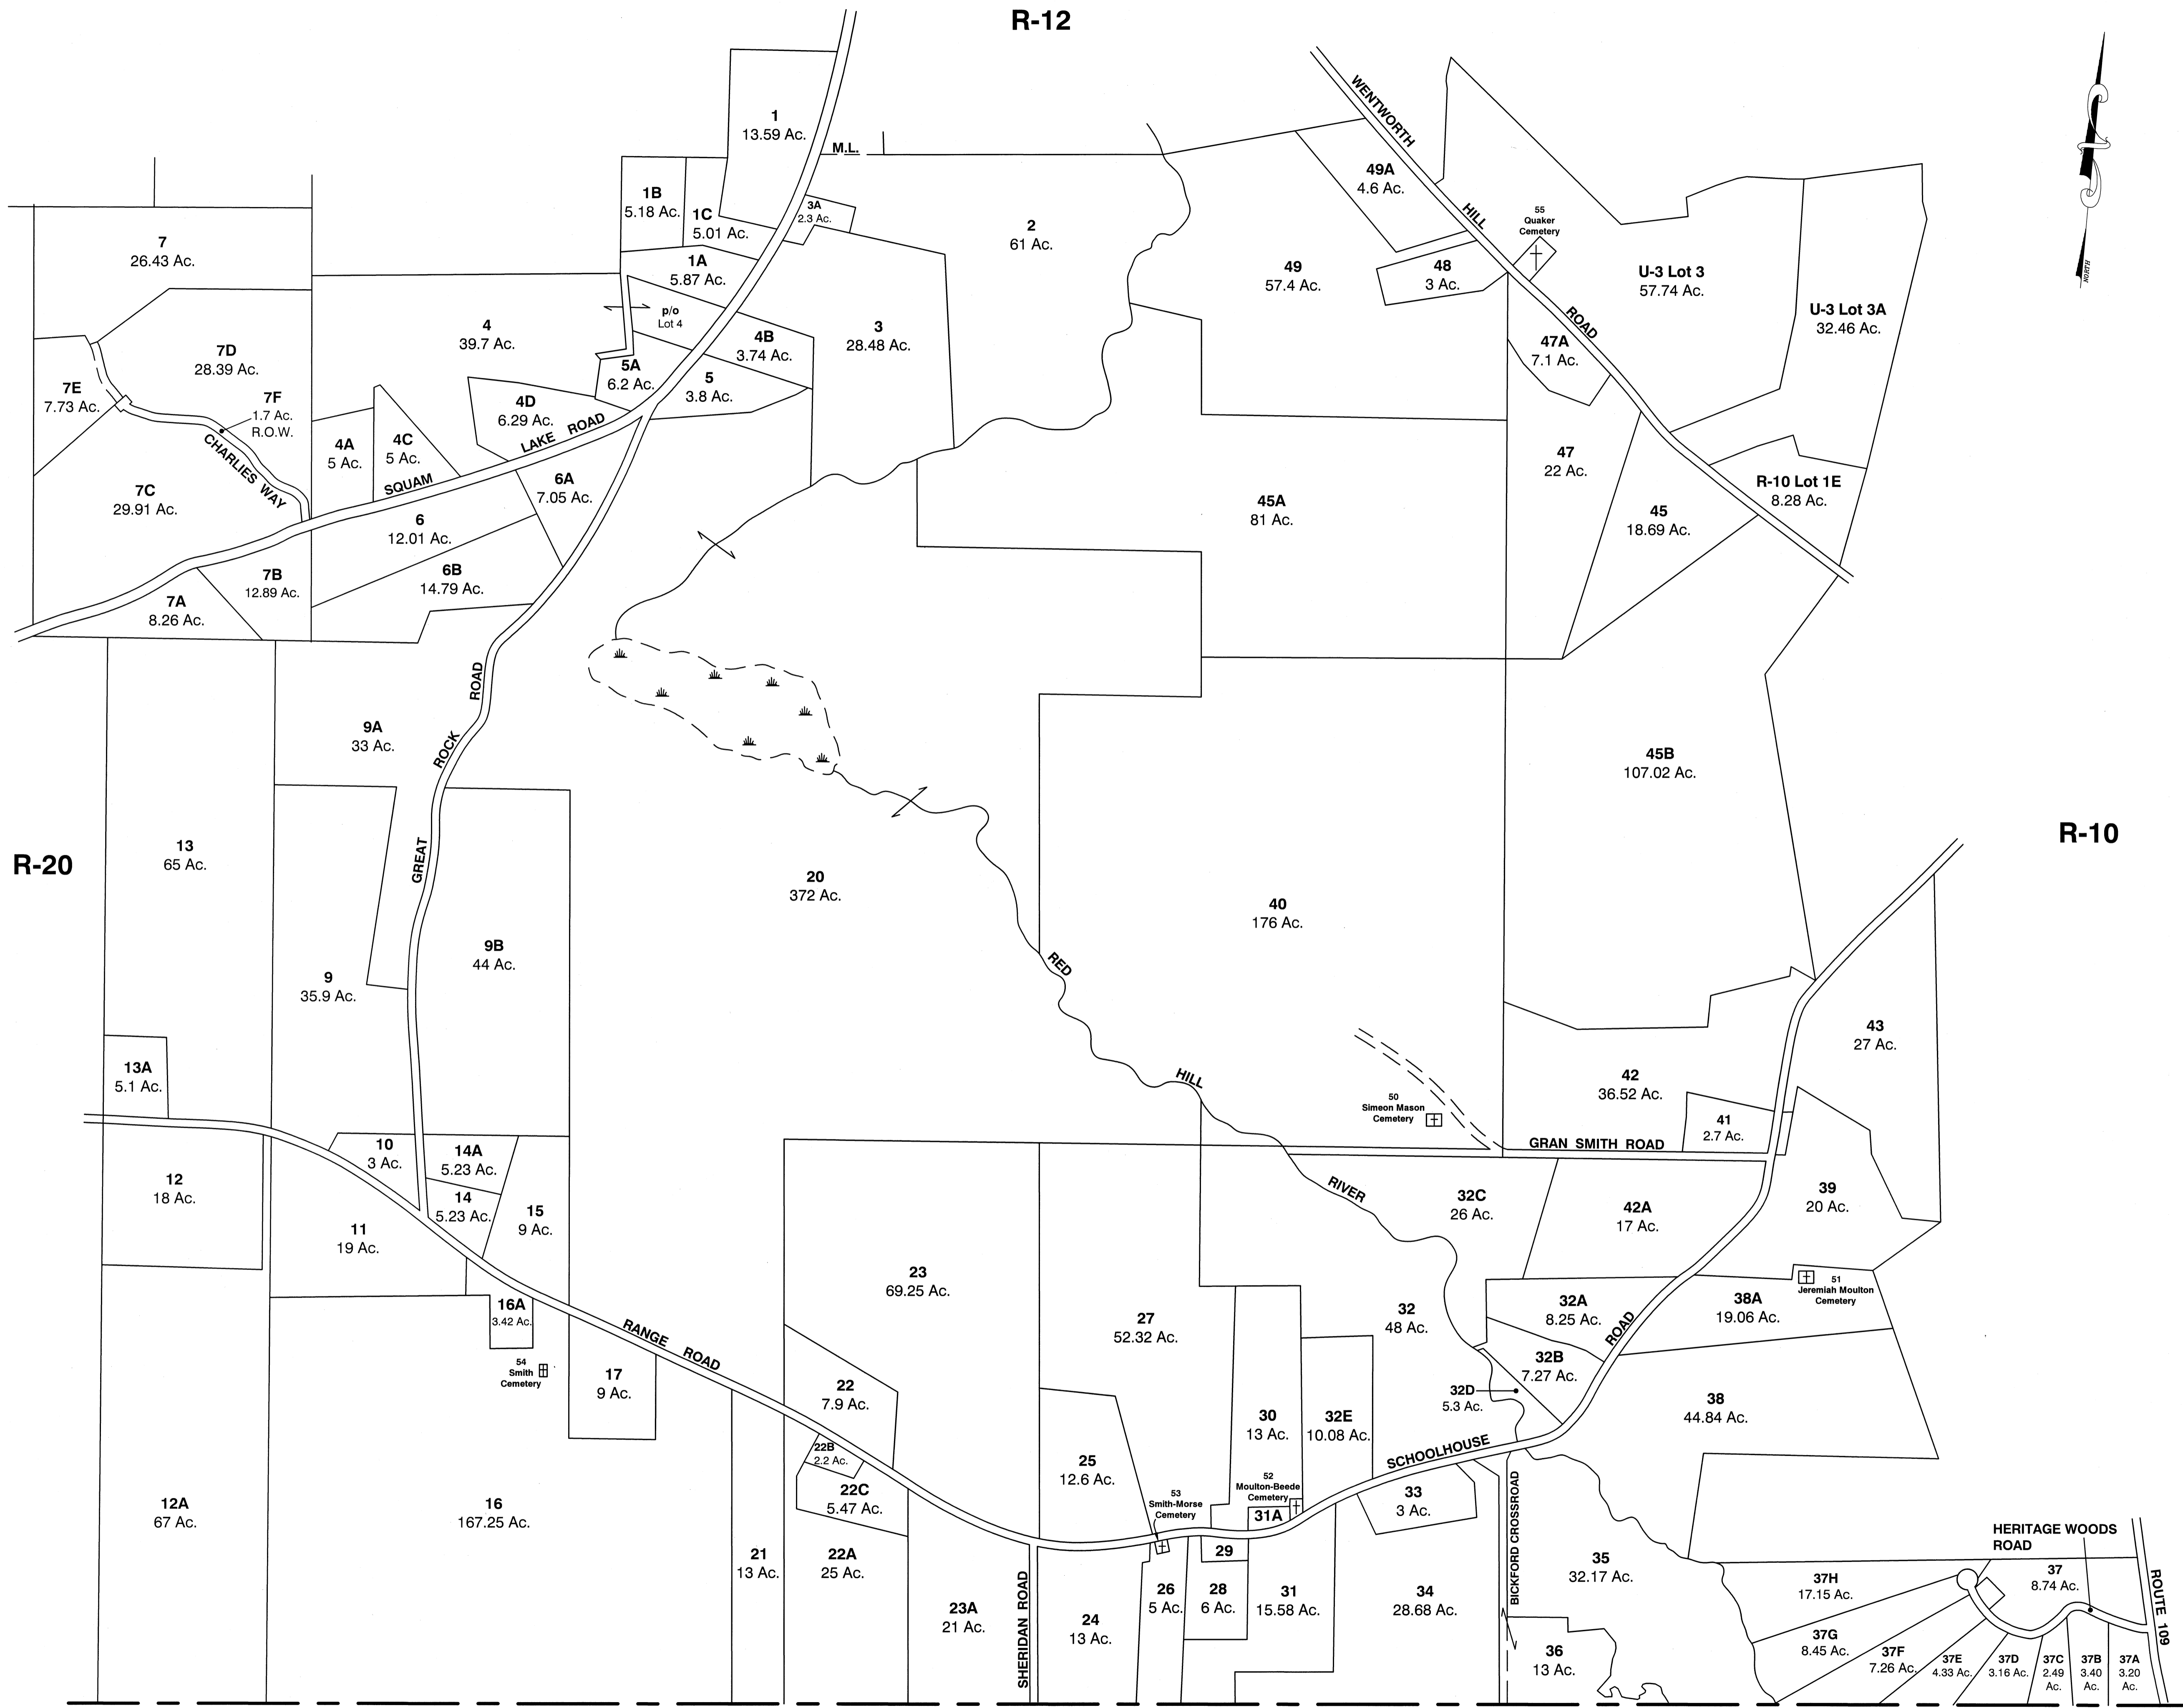 R-12
WENTWORTH
HILL
ROAD
1
13.59 Ac.
M.L.
1B
5.18 Ac.
1C
5.01 Ac.
3A
2.3 Ac.
2
61 Ac.
49A
4.6 Ac.
55
Quaker
Cemetery
NORTH
7
26.43 Ac.
1A
5.87 Ac.
49
57.4 Ac.
48
3 Ac.
U-3 Lot 3
57.74 Ac.
U-3 Lot 3A
32.46 Ac.
p/o
Lot 4
4
39.7 Ac.
4B
3.74 Ac.
3
28.48 Ac.
47A
7.1 Ac.
7D
28.39 Ac.
7E
7.73 Ac.
7F
1.7 Ac.
R.O.W.
5A
6.2 Ac.
5
3.8 Ac.
4D
6.29 Ac.
4A
5 Ac.
4C
5 Ac.
SQUAM LAKE ROAD
CHARLIES WAY
7C
29.91 Ac.
6A
7.05 Ac.
6
12.01 Ac.
45A
81 Ac.
47
22 Ac.
45
18.69 Ac.
R-10 Lot 1E
8.28 Ac.
7B
12.89 Ac.
6B
14.79 Ac.
7A
8.26 Ac.
GREAT
ROCK
ROAD
9A
33 Ac.
45B
107.02 Ac.
R-20
13
65 Ac.
20
372 Ac.
40
176 Ac.
R-10
9
35.9 Ac.
9B
44 Ac.
RED
HILL
RIVER
43
27 Ac.
13A
5.1 Ac.
42
36.52 Ac.
50
Simeon Mason
Cemetery
41
2.7 Ac.
GRAN SMITH ROAD
10
3 Ac.
14A
5.23 Ac.
12
18 Ac.
14
5.23 Ac.
15
9 Ac.
11
19 Ac.
32C
26 Ac.
42A
17 Ac.
39
20 Ac.
23
69.25 Ac.
51
Jeremiah Moulton
Cemetery
16A
3.42 Ac.
RANGE ROAD
27
52.32 Ac.
32
48 Ac.
32A
8.25 Ac.
38A
19.06 Ac.
54
Smith
Cemetery
17
9 Ac.
22
7.9 Ac.
32B
7.27 Ac.
32D
5.3 Ac.
38
44.84 Ac.
30
13 Ac.
32E
10.08 Ac.
SCHOOLHOUSE
ROAD
22B
2.2 Ac.
22C
5.47 Ac.
25
12.6 Ac.
53
Smith-Morse
Cemetery
52
Moulton-Beede
Cemetery
31A
33
3 Ac.
12A
67 Ac.
16
167.25 Ac.
21
13 Ac.
22A
25 Ac.
29
BICKFORD CROSSROAD
35
32.17 Ac.
HERITAGE WOODS
ROAD
ROUTE 109
23A
21 Ac.
SHERIDAN ROAD
24
13 Ac.
26
5 Ac.
28
6 Ac.
31
15.58 Ac.
34
28.68 Ac.
36
13 Ac.
37H
17.15 Ac.
37
8.74 Ac.
37G
8.45 Ac.
37F
7.26 Ac.
37E
4.33 Ac.
37D
3.16 Ac.
37C
2.49
Ac.
37B
3.40
Ac.
37A
3.20
Ac.